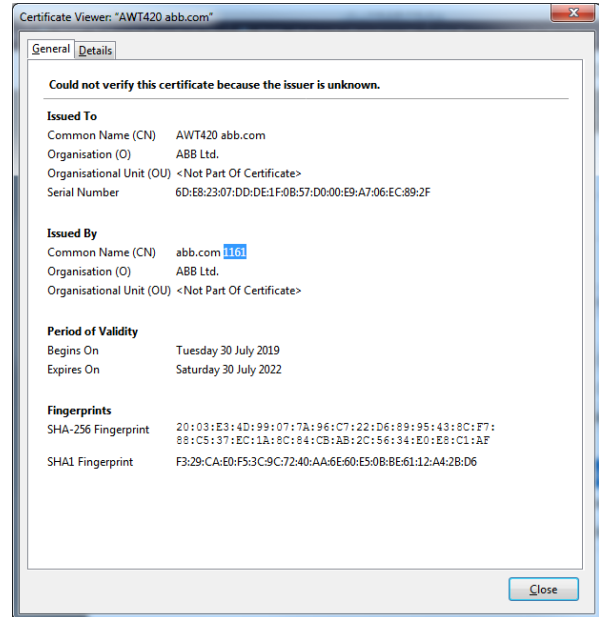 Certificate Viewer: "AWT420 abb.com"
General Details
Could not verify this certificate because the issuer is unknown.
Issued To
Common Name (CN) AWT420 abb.com
Organisation (O) ABB Ltd.
Organisational Unit (OU) <Not Part Of Certificate>
Serial Number 6D:E8:23:07:DD:DE:1F:0B:57:D0:00:E9:A7:06:EC:89:2F
Issued By
Common Name (CN) abb.com 1161
Organisation (O) ABB Ltd.
Organisational Unit (OU) <Not Part Of Certificate>
Period of Validity
Begins On Tuesday 30 July 2019
Expires On Saturday 30 July 2022
Fingerprints
SHA-256 Fingerprint 20:03:E3:4D:99:07:7A:96:C7:22:D6:89:95:43:8C:F7:
88:C5:37:EC:1A:8C:84:CB:AB:2C:56:34:E0:E8:C1:AF
SHA1 Fingerprint F3:29:CA:E0:F5:3C:9C:72:40:AA:6E:60:E5:0B:BE:61:12:A4:2B:D6
Close